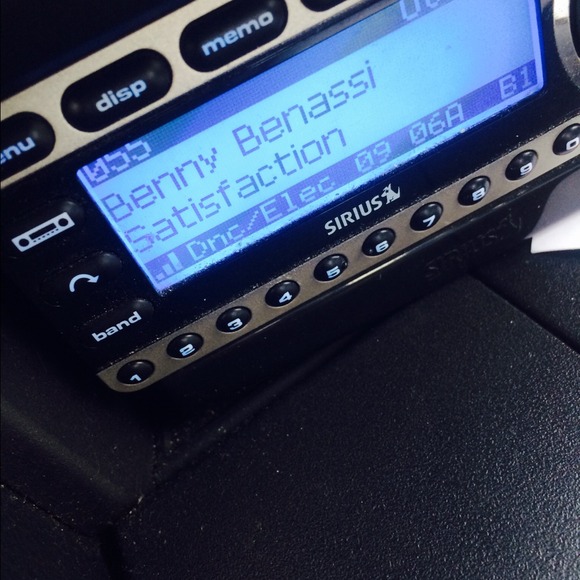 memo
disp
055
Benny Benassi
Satisfaction
Dnc/Elec 09 06A B1
SIRIUS
band
1 2 3 4 5 6 7 8 9 0